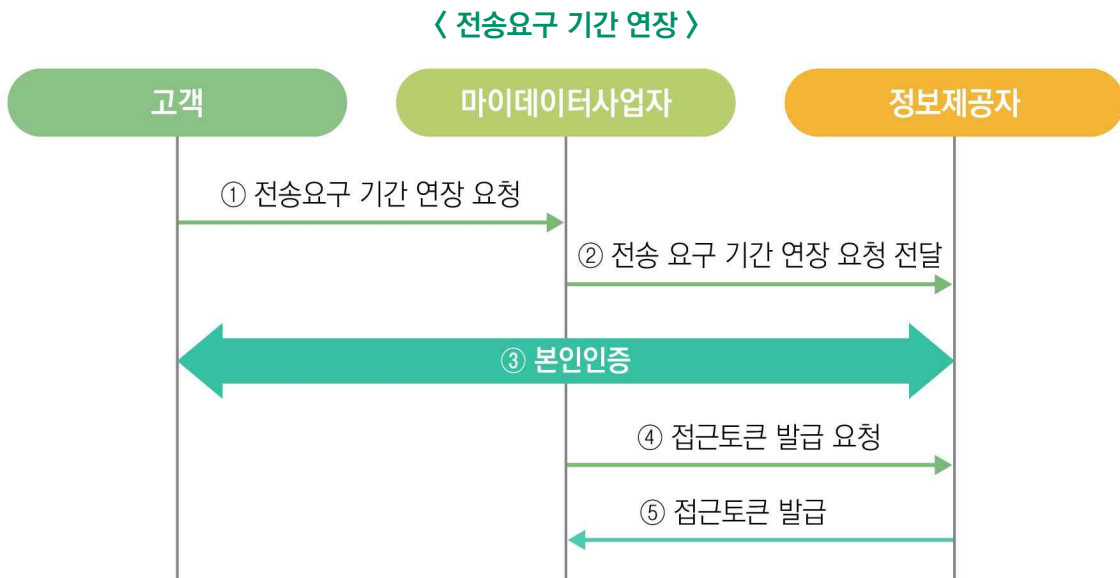 〈 전송요구 기간 연장 〉
고객
마이데이터사업자
정보제공자
① 전송요구 기간 연장 요청
② 전송 요구 기간 연장 요청 전달
③ 본인인증
④ 접근토큰 발급 요청
⑤ 접근토큰 발급